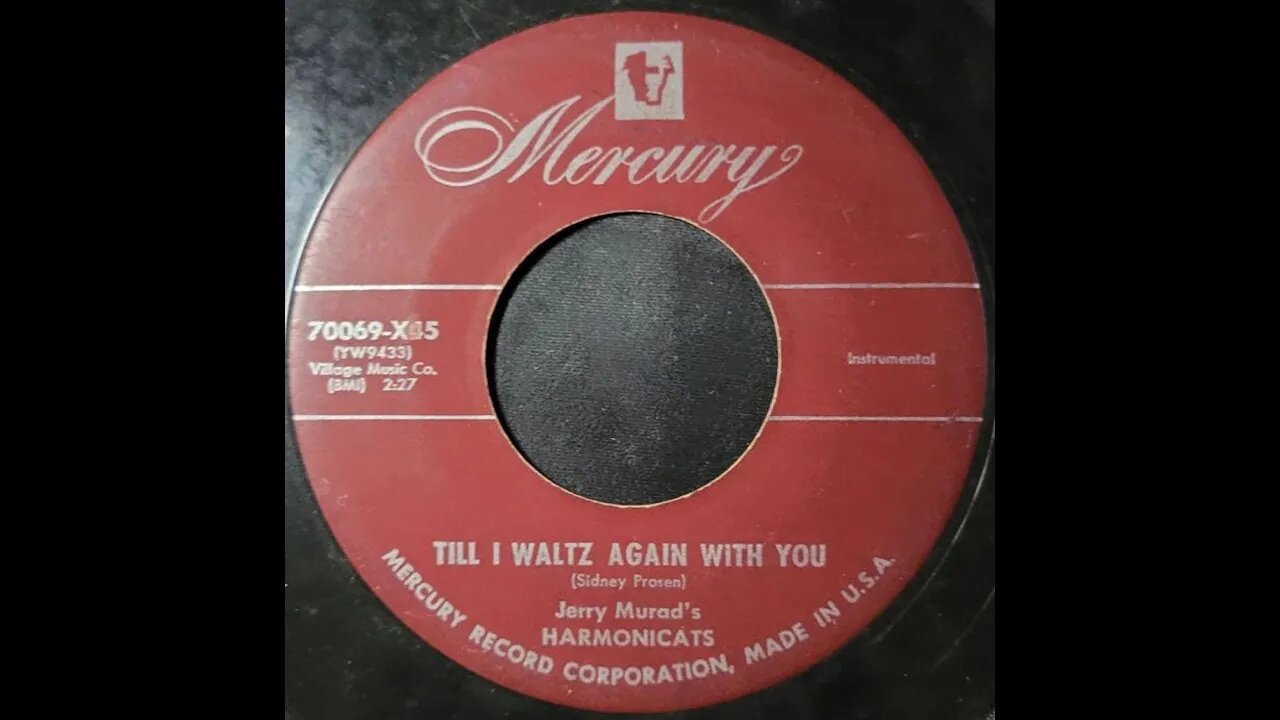 Mercury
70069-X45
(YW9433)
Village Music Co.
(BMI) 2:27
Instrumental
TILL I WALTZ AGAIN WITH YOU
(Sidney Prosen)
Jerry Murad's
HARMONICATS
MERCURY RECORD CORPORATION, MADE IN U.S.A.